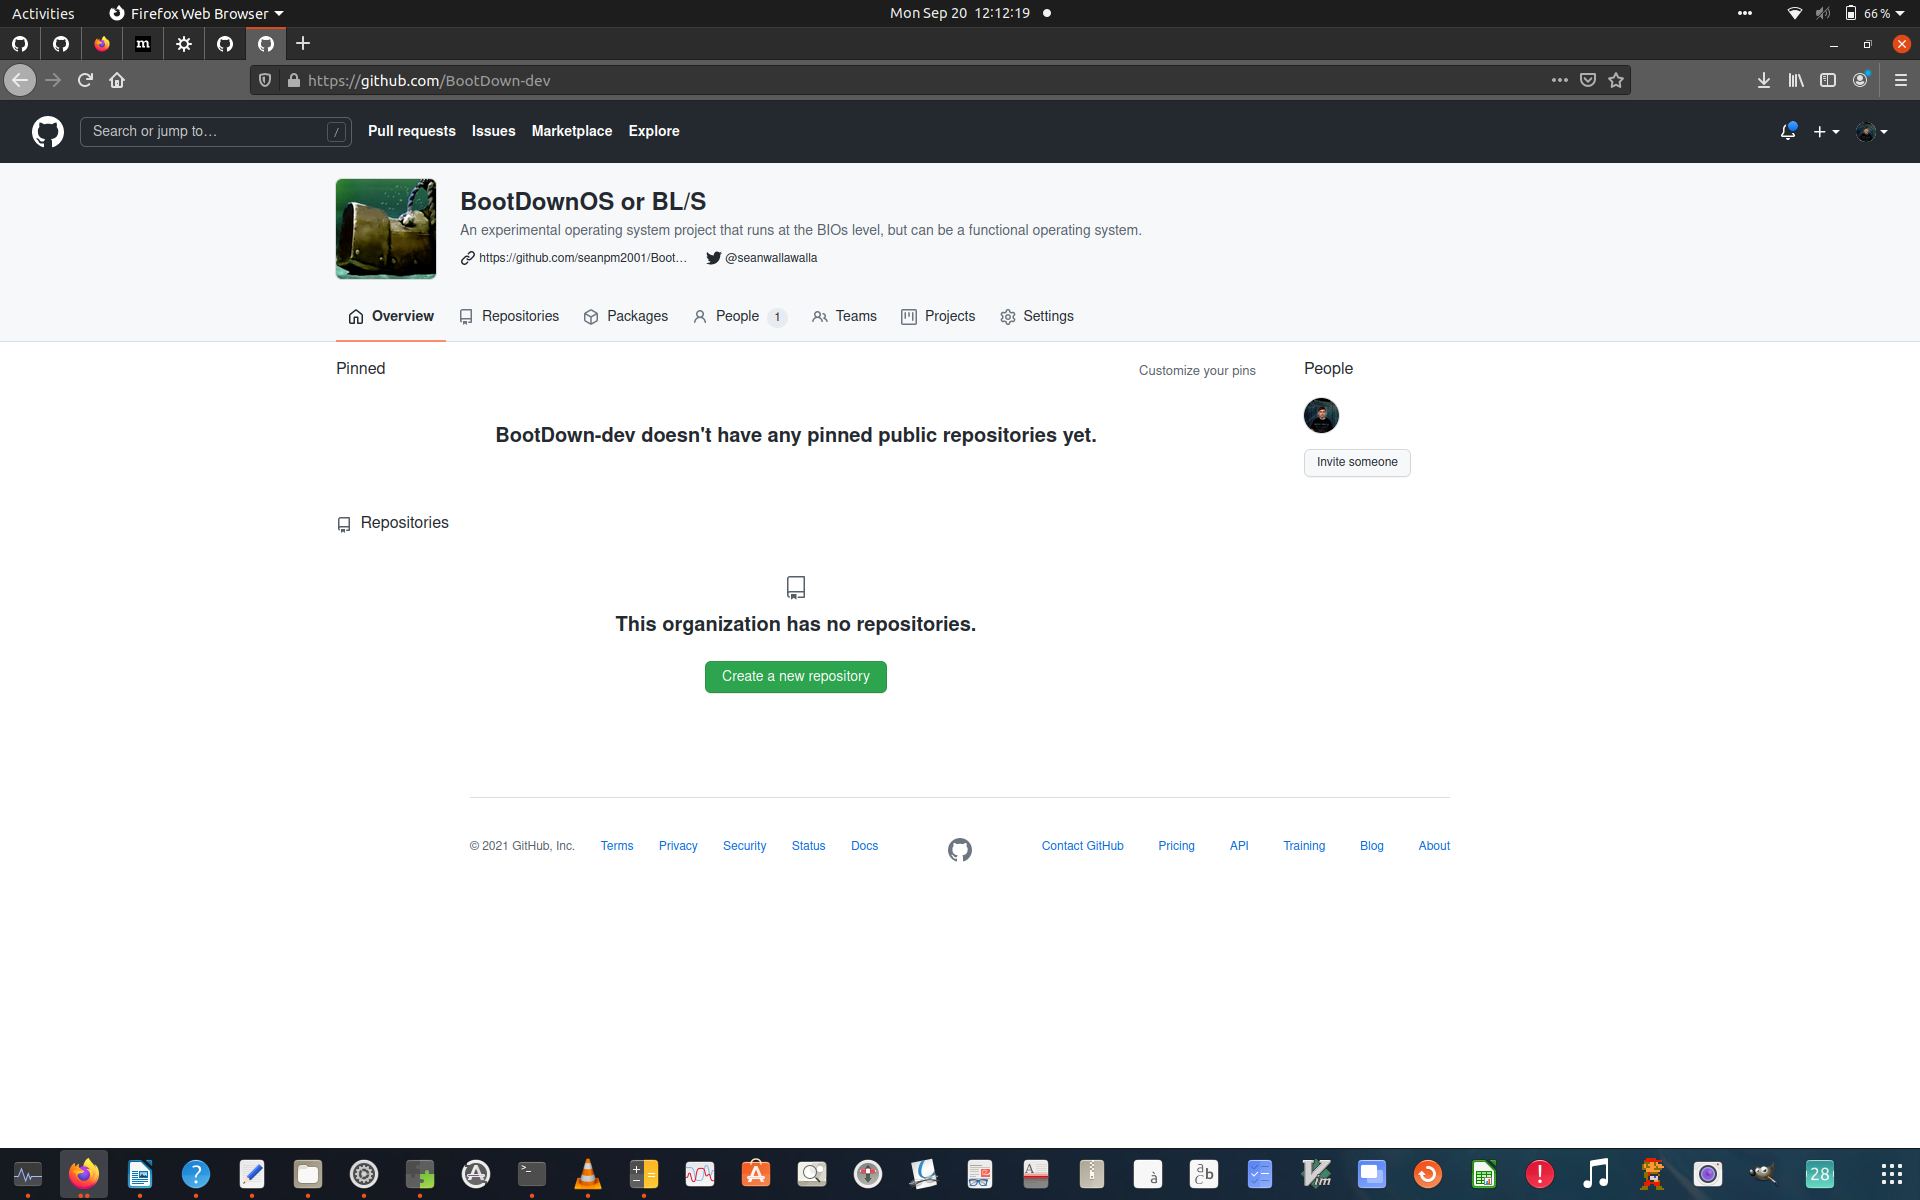 Activities Firefox Web Browser Mon Sep 20 12:12:19 66 %
m
https://github.com/BootDown-dev
Search or jump to… / Pull requests Issues Marketplace Explore
BootDownOS or BL/S
An experimental operating system project that runs at the BIOs level, but can be a functional operating system.
https://github.com/seanpm2001/Boot… @seanwallawalla
Overview Repositories Packages People 1 Teams Projects Settings
Pinned Customize your pins People
BootDown-dev doesn't have any pinned public repositories yet.
Invite someone
Repositories
This organization has no repositories.
Create a new repository
© 2021 GitHub, Inc. Terms Privacy Security Status Docs Contact GitHub Pricing API Training Blog About
28